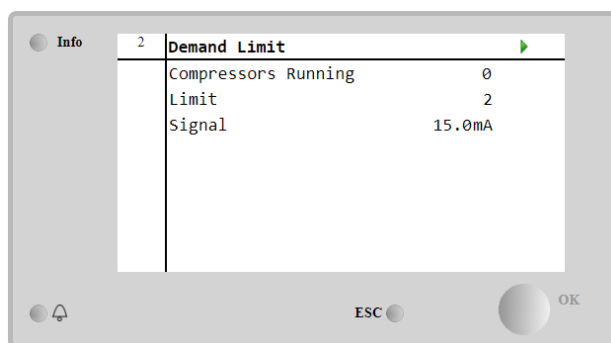 Info
2 Demand Limit
Compressors Running 0
Limit 2
Signal 15.0mA
ESC OK